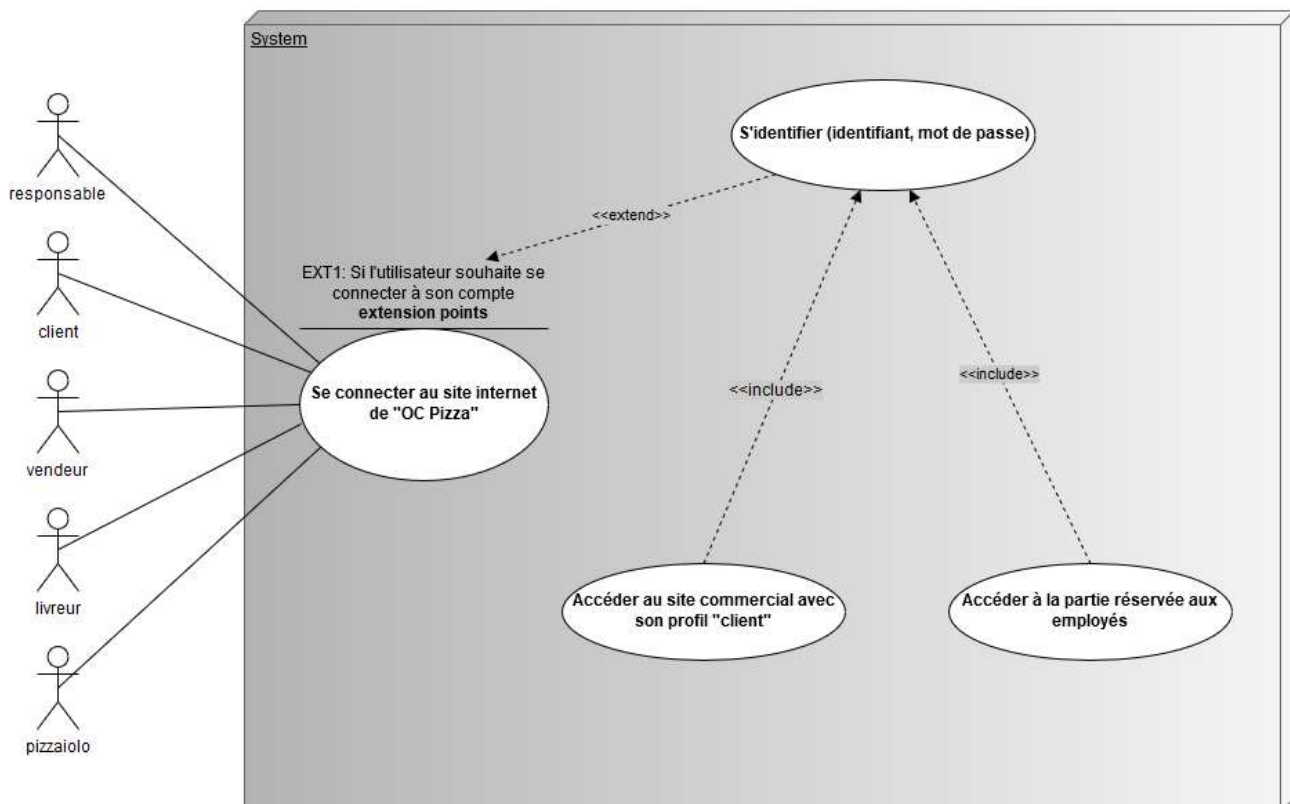 System
S'identifier (identifiant, mot de passe)
responsable
<<extend>>
EXT1: Si l'utilisateur souhaite se
connecter à son compte
extension points
client
Se connecter au site internet
de "OC Pizza"
<<include>>
<<include>>
vendeur
livreur
Accéder au site commercial avec
son profil "client"
Accéder à la partie réservée aux
employés
pizzaiolo